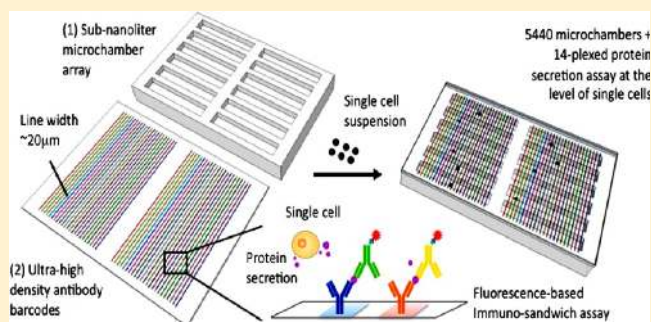 (1) Sub-nanoliter
microchamber
array
5440 microchambers +
14-plexed protein
secretion assay at the
level of single cells
Single cell
suspension
Line width
~20μm
(2) Ultra-high
density antibody
barcodes
Single cell
Protein
secretion
Fluorescence-based
Immuno-sandwich assay